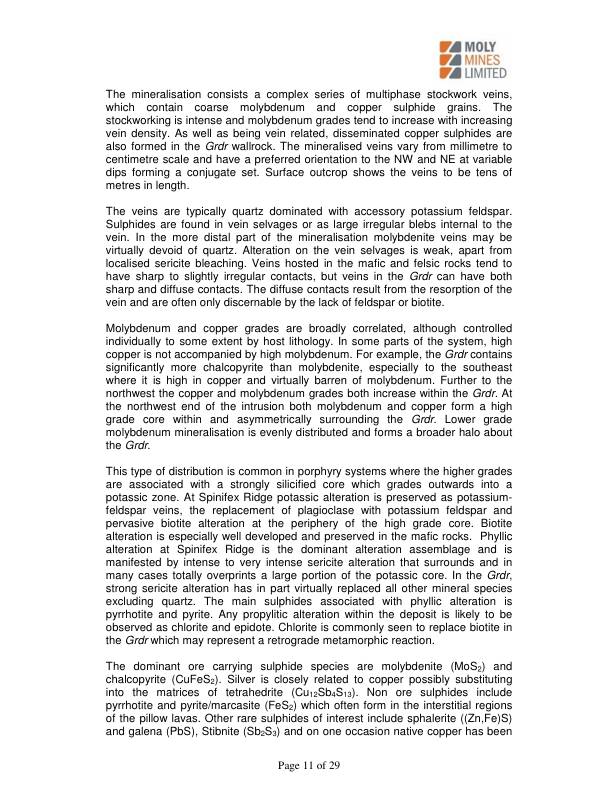 MOLY
MINES
LIMITED
The mineralisation consists a complex series of multiphase stockwork veins,
which contain coarse molybdenum and copper sulphide grains. The
stockworking is intense and molybdenum grades tend to increase with increasing
vein density. As well as being vein related, disseminated copper sulphides are
also formed in the Grdr wallrock. The mineralised veins vary from millimetre to
centimetre scale and have a preferred orientation to the NW and NE at variable
dips forming a conjugate set. Surface outcrop shows the veins to be tens of
metres in length.
The veins are typically quartz dominated with accessory potassium feldspar.
Sulphides are found in vein selvages or as large irregular blebs internal to the
vein. In the more distal part of the mineralisation molybdenite veins may be
virtually devoid of quartz. Alteration on the vein selvages is weak, apart from
localised sericite bleaching. Veins hosted in the mafic and felsic rocks tend to
have sharp to slightly irregular contacts, but veins in the Grdr can have both
sharp and diffuse contacts. The diffuse contacts result from the resorption of the
vein and are often only discernable by the lack of feldspar or biotite.
Molybdenum and copper grades are broadly correlated, although controlled
individually to some extent by host lithology. In some parts of the system, high
copper is not accompanied by high molybdenum. For example, the Grdr contains
significantly more chalcopyrite than molybdenite, especially to the southeast
where it is high in copper and virtually barren of molybdenum. Further to the
northwest the copper and molybdenum grades both increase within the Grdr. At
the northwest end of the intrusion both molybdenum and copper form a high
grade core within and asymmetrically surrounding the Grdr. Lower grade
molybdenum mineralisation is evenly distributed and forms a broader halo about
the Grdr.
This type of distribution is common in porphyry systems where the higher grades
are associated with a strongly silicified core which grades outwards into a
potassic zone. At Spinifex Ridge potassic alteration is preserved as potassium-
feldspar veins, the replacement of plagioclase with potassium feldspar and
pervasive biotite alteration at the periphery of the high grade core. Biotite
alteration is especially well developed and preserved in the mafic rocks. Phyllic
alteration at Spinifex Ridge is the dominant alteration assemblage and is
manifested by intense to very intense sericite alteration that surrounds and in
many cases totally overprints a large portion of the potassic core. In the Grdr,
strong sericite alteration has in part virtually replaced all other mineral species
excluding quartz. The main sulphides associated with phyllic alteration is
pyrrhotite and pyrite. Any propylitic alteration within the deposit is likely to be
observed as chlorite and epidote. Chlorite is commonly seen to replace biotite in
the Grdr which may represent a retrograde metamorphic reaction.
The dominant ore carrying sulphide species are molybdenite (MoS₂) and
chalcopyrite (CuFeS₂). Silver is closely related to copper possibly substituting
into the matrices of tetrahedrite (Cu₁₂Sb₄S₁₃). Non ore sulphides include
pyrrhotite and pyrite/marcasite (FeS₂) which often form in the interstitial regions
of the pillow lavas. Other rare sulphides of interest include sphalerite ((Zn,Fe)S)
and galena (PbS), Stibnite (Sb₂S₃) and on one occasion native copper has been
Page 11 of 29